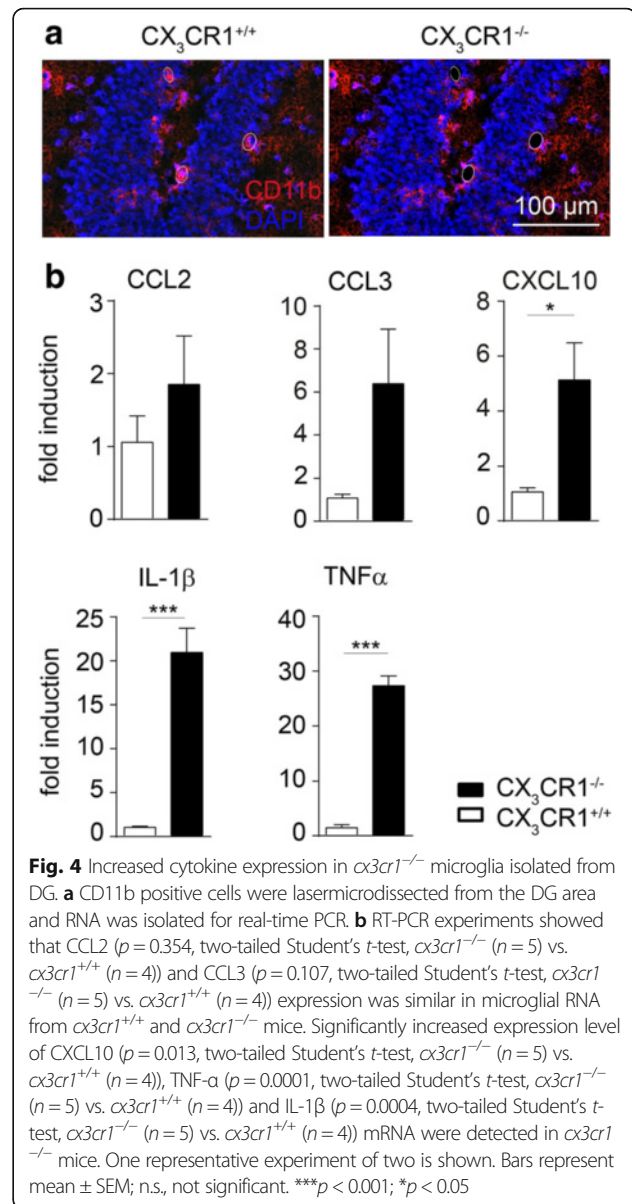 a
CX₃CR1⁺/⁺ CX₃CR1⁻/⁻
CD11b
DAPI
100 µm
b
CCL2 CCL3 CXCL10
fold induction
3
2
1
0
10
8
6
4
2
0
8
6
4
2
0
*
IL-1β TNFα
fold induction
25
20
15
10
5
0
***
40
30
20
10
0
***
CX₃CR1⁻/⁻
CX₃CR1⁺/⁺
Fig. 4 Increased cytokine expression in cx3cr1⁻/⁻ microglia isolated from
DG. a CD11b positive cells were lasermicrodissected from the DG area
and RNA was isolated for real-time PCR. b RT-PCR experiments showed
that CCL2 (p = 0.354, two-tailed Student's t-test, cx3cr1⁻/⁻ (n = 5) vs.
cx3cr1⁺/⁺ (n = 4)) and CCL3 (p = 0.107, two-tailed Student's t-test, cx3cr1
⁻/⁻ (n = 5) vs. cx3cr1⁺/⁺ (n = 4)) expression was similar in microglial RNA
from cx3cr1⁺/⁺ and cx3cr1⁻/⁻ mice. Significantly increased expression level
of CXCL10 (p = 0.013, two-tailed Student's t-test, cx3cr1⁻/⁻ (n = 5) vs.
cx3cr1⁺/⁺ (n = 4)), TNF-α (p = 0.0001, two-tailed Student's t-test, cx3cr1⁻/⁻
(n = 5) vs. cx3cr1⁺/⁺ (n = 4)) and IL-1β (p = 0.0004, two-tailed Student's t-
test, cx3cr1⁻/⁻ (n = 5) vs. cx3cr1⁺/⁺ (n = 4)) mRNA were detected in cx3cr1
⁻/⁻ mice. One representative experiment of two is shown. Bars represent
mean ± SEM; n.s., not significant. ***p < 0.001; *p < 0.05